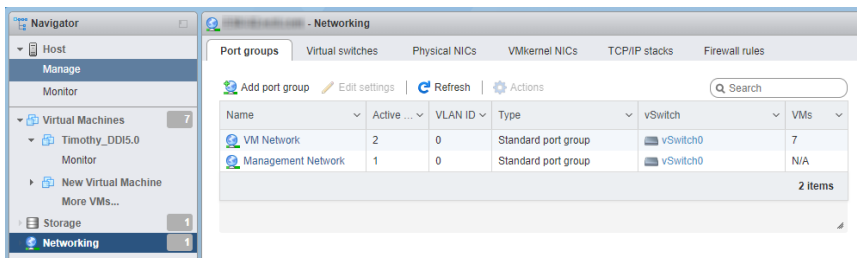 Navigator
- Networking
Host
Manage
Monitor
Virtual Machines 7
Timothy_DDI5.0
Monitor
New Virtual Machine
More VMs...
Storage 1
Networking 1
Port groups Virtual switches Physical NICs VMkernel NICs TCP/IP stacks Firewall rules
Add port group Edit settings Refresh Actions Search
Name Active ... VLAN ID Type vSwitch VMs
VM Network 2 0 Standard port group vSwitch0 7
Management Network 1 0 Standard port group vSwitch0 N/A
2 items